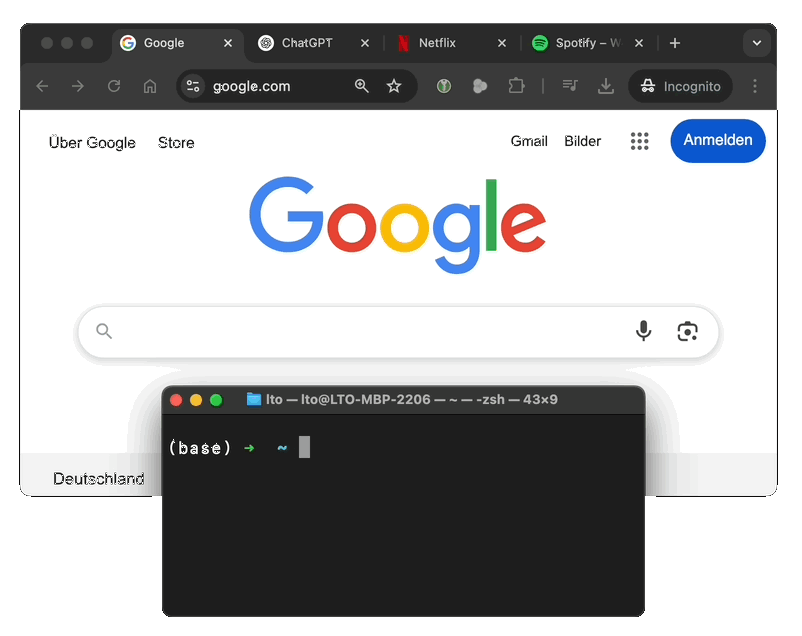 Google ChatGPT Netflix Spotify – W
google.com Incognito
Über Google Store Gmail Bilder Anmelden
Google
lto — lto@LTO-MBP-2206 — ~ — -zsh — 43×9
(base) ➜ ~
Deutschland